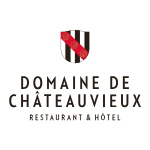 DOMAINE DE
CHÂTEAUVIEUX
RESTAURANT & HÔTEL